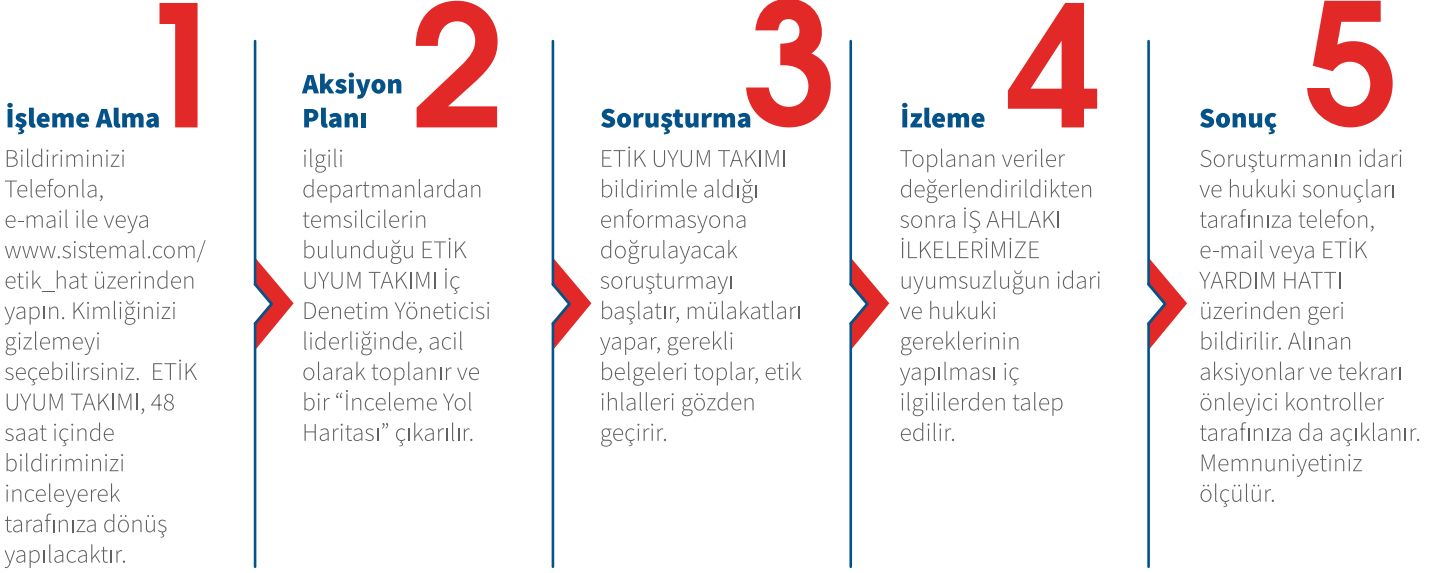 1
İşleme Alma
Bildiriminizi
Telefonla,
e-mail ile veya
www.sistemal.com/
etik_hat üzerinden
yapın. Kimliğinizi
gizlemeyi
seçebilirsiniz.  ETİK
UYUM TAKIMI, 48
saat içinde
bildiriminizi
inceleyerek
tarafınıza dönüş
yapılacaktır.
2
Aksiyon
Planı
ilgili
departmanlardan
temsilcilerin
bulunduğu ETİK
UYUM TAKIMI İç
Denetim Yöneticisi
liderliğinde, acil
olarak toplanır ve
bir “İnceleme Yol
Haritası” çıkarılır.
3
Soruşturma
ETİK UYUM TAKIMI
bildirimle aldığı
enformasyona
doğrulayacak
soruşturmayı
başlatır, mülakatları
yapar, gerekli
belgeleri toplar, etik
ihlalleri gözden
geçirir.
4
İzleme
Toplanan veriler
değerlendirildikten
sonra İŞ AHLAKI
İLKELERİMİZE
uyumsuzluğun idari
ve hukuki
gereklerinin
yapılması iç
ilgililerden talep
edilir.
5
Sonuç
Soruşturmanın idari
ve hukuki sonuçları
tarafınıza telefon,
e-mail veya ETİK
YARDIM HATTI
üzerinden geri
bildirilir. Alınan
aksiyonlar ve tekrarı
önleyici kontroller
tarafınıza da açıklanır.
Memnuniyetiniz
ölçülür.